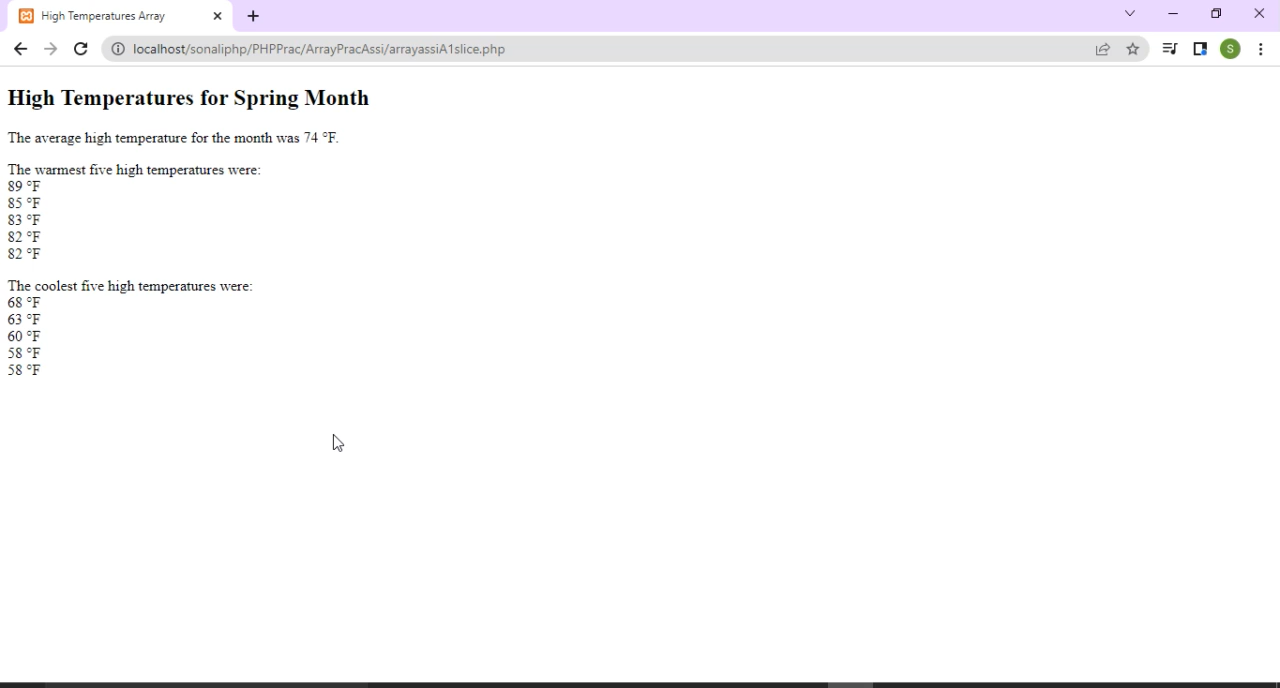 High Temperatures Array
localhost/sonaliphp/PHPPrac/ArrayPracAssi/arrayassiA1slice.php
S
High Temperatures for Spring Month
The average high temperature for the month was 74 °F.
The warmest five high temperatures were:
89 °F
85 °F
83 °F
82 °F
82 °F
The coolest five high temperatures were:
68 °F
63 °F
60 °F
58 °F
58 °F